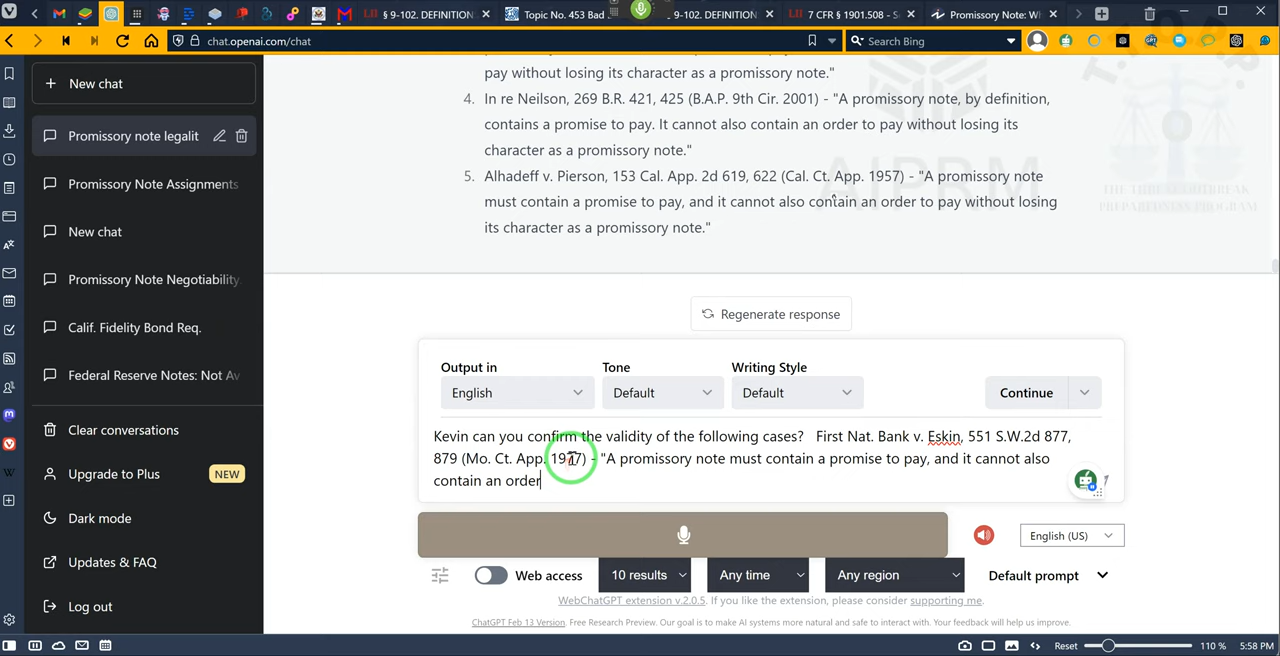 § 9-102. DEFINITION
Topic No. 453 Bad
9-102. DEFINITION
7 CFR § 1901.508 - S
Promissory Note: Wh
chat.openai.com/chat
Search Bing
New chat
Promissory note legalit
Promissory Note Assignments
New chat
Promissory Note Negotiability.
Calif. Fidelity Bond Req.
Federal Reserve Notes: Not Av
Clear conversations
Upgrade to Plus NEW
Dark mode
Updates & FAQ
Log out
pay without losing its character as a promissory note."
4. In re Neilson, 269 B.R. 421, 425 (B.A.P. 9th Cir. 2001) - "A promissory note, by definition,
contains a promise to pay. It cannot also contain an order to pay without losing its
character as a promissory note."
5. Alhadeff v. Pierson, 153 Cal. App. 2d 619, 622 (Cal. Ct. App. 1957) - "A promissory note
must contain a promise to pay, and it cannot also contain an order to pay without losing
its character as a promissory note."
AIPRM
T.T.O.P.P.
THE THREAT OUTBREAK
PREPAREDNESS PROGRAM
Regenerate response
Output in Tone Writing Style
English Default Default Continue
Kevin can you confirm the validity of the following cases? First Nat. Bank v. Eskin, 551 S.W.2d 877,
879 (Mo. Ct. App. 1977) - "A promissory note must contain a promise to pay, and it cannot also
contain an order
English (US)
Web access 10 results Any time Any region Default prompt
WebChatGPT extension v.2.0.5. If you like the extension, please consider supporting me.
ChatGPT Feb 13 Version. Free Research Preview. Our goal is to make AI systems more natural and safe to interact with. Your feedback will help us improve.
Reset 110 % 5:58 PM